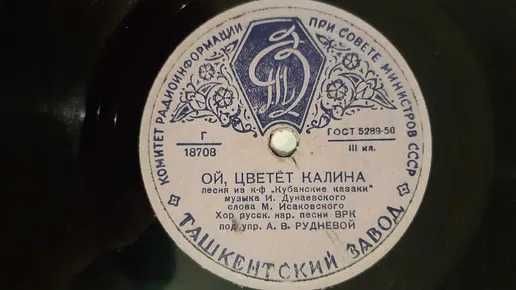 КОМИТЕТ РАДИОИНФОРМАЦИИ ПРИ СОВЕТЕ МИНИСТРОВ СССР
ТЗ
Г
18708
ГОСТ 5289-50
III кл.
ОЙ, ЦВЕТЁТ КАЛИНА
песня из к-ф „Кубанские казаки"
музыка И. Дунаевского
слова М. Исаковского
Хор русск. нар. песни ВРК
под упр. А. В. РУДНЕВОЙ
ТАШКЕНТСКИЙ ЗАВОД